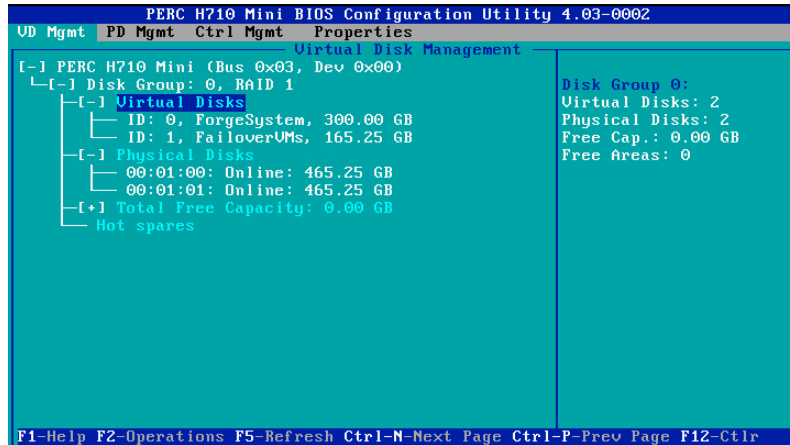 PERC H710 Mini BIOS Configuration Utility 4.03-0002
VD Mgmt PD Mgmt Ctrl Mgmt Properties
Virtual Disk Management
[-] PERC H710 Mini (Bus 0x03, Dev 0x00)
[-] Disk Group: 0, RAID 1
[-] Virtual Disks
ID: 0, ForgeSystem, 300.00 GB
ID: 1, FailoverVMs, 165.25 GB
[-] Physical Disks
00:01:00: Online: 465.25 GB
00:01:01: Online: 465.25 GB
[+] Total Free Capacity: 0.00 GB
Hot spares
Disk Group 0:
Virtual Disks: 2
Physical Disks: 2
Free Cap.: 0.00 GB
Free Areas: 0
F1-Help F2-Operations F5-Refresh Ctrl-N-Next Page Ctrl-P-Prev Page F12-Ctlr